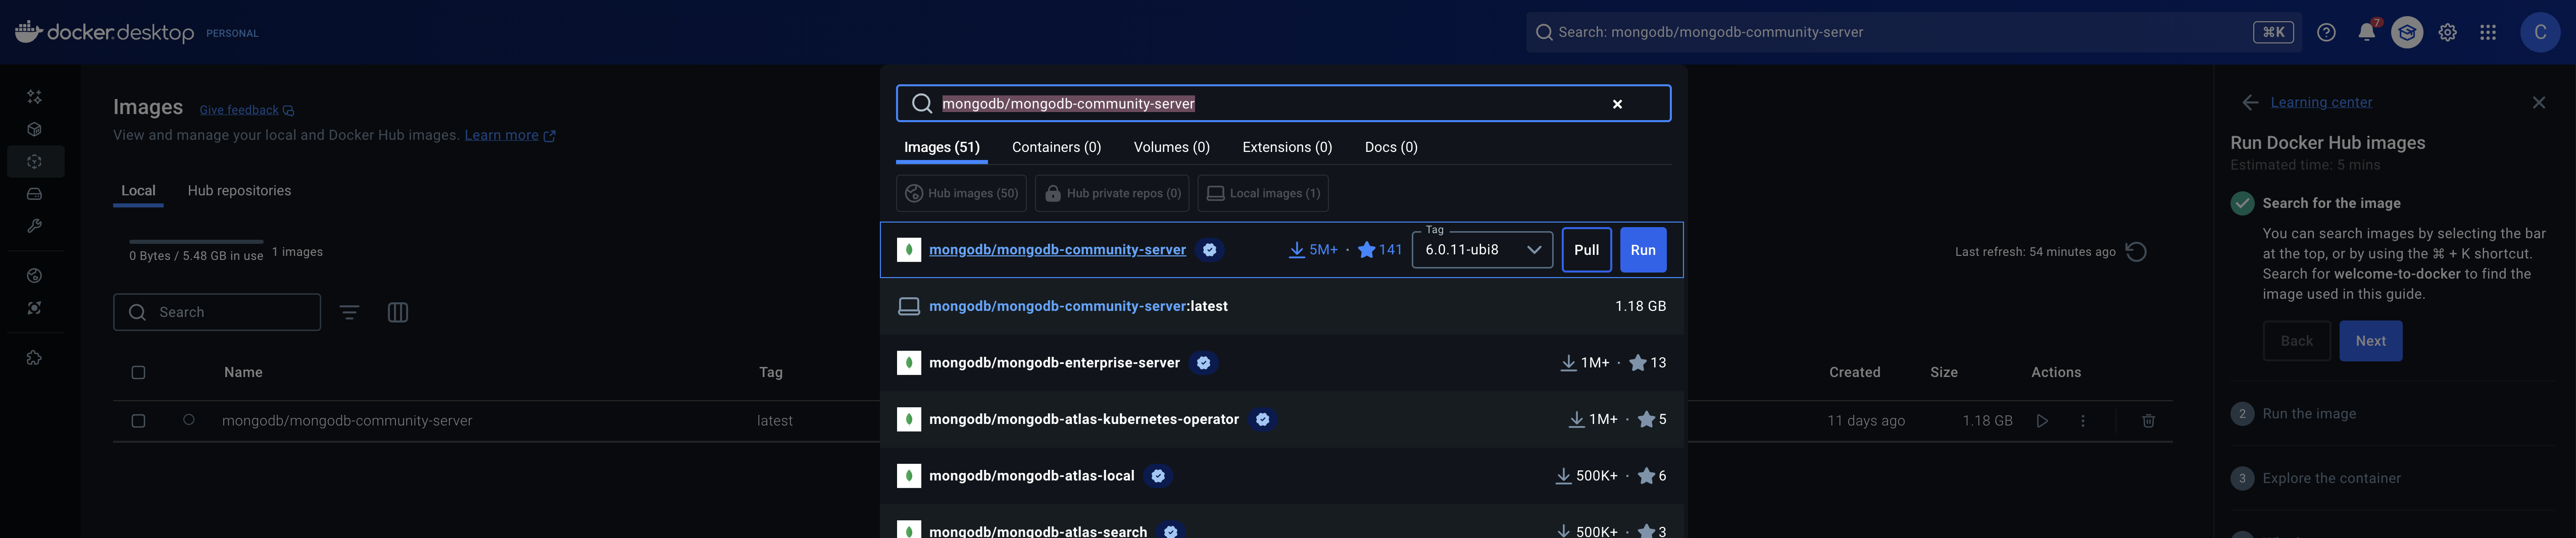 docker.desktop PERSONAL
Search: mongodb/mongodb-community-server ⌘K 7 C
Images Give feedback
View and manage your local and Docker Hub images. Learn more
Local Hub repositories
0 Bytes / 5.48 GB in use 1 images
Last refresh: 54 minutes ago
Search
Name Tag Created Size Actions
mongodb/mongodb-community-server latest 11 days ago 1.18 GB
mongodb/mongodb-community-server
Images (51) Containers (0) Volumes (0) Extensions (0) Docs (0)
Hub images (50) Hub private repos (0) Local images (1)
mongodb/mongodb-community-server 5M+ · 141 Tag 6.0.11-ubi8 Pull Run
mongodb/mongodb-community-server:latest 1.18 GB
mongodb/mongodb-enterprise-server 1M+ · 13
mongodb/mongodb-atlas-kubernetes-operator 1M+ · 5
mongodb/mongodb-atlas-local 500K+ · 6
mongodb/mongodb-atlas-search 500K+ · 3
Learning center
Run Docker Hub images
Estimated time: 5 mins
Search for the image
You can search images by selecting the bar
at the top, or by using the ⌘ + K shortcut.
Search for welcome-to-docker to find the
image used in this guide.
Back Next
2 Run the image
3 Explore the container